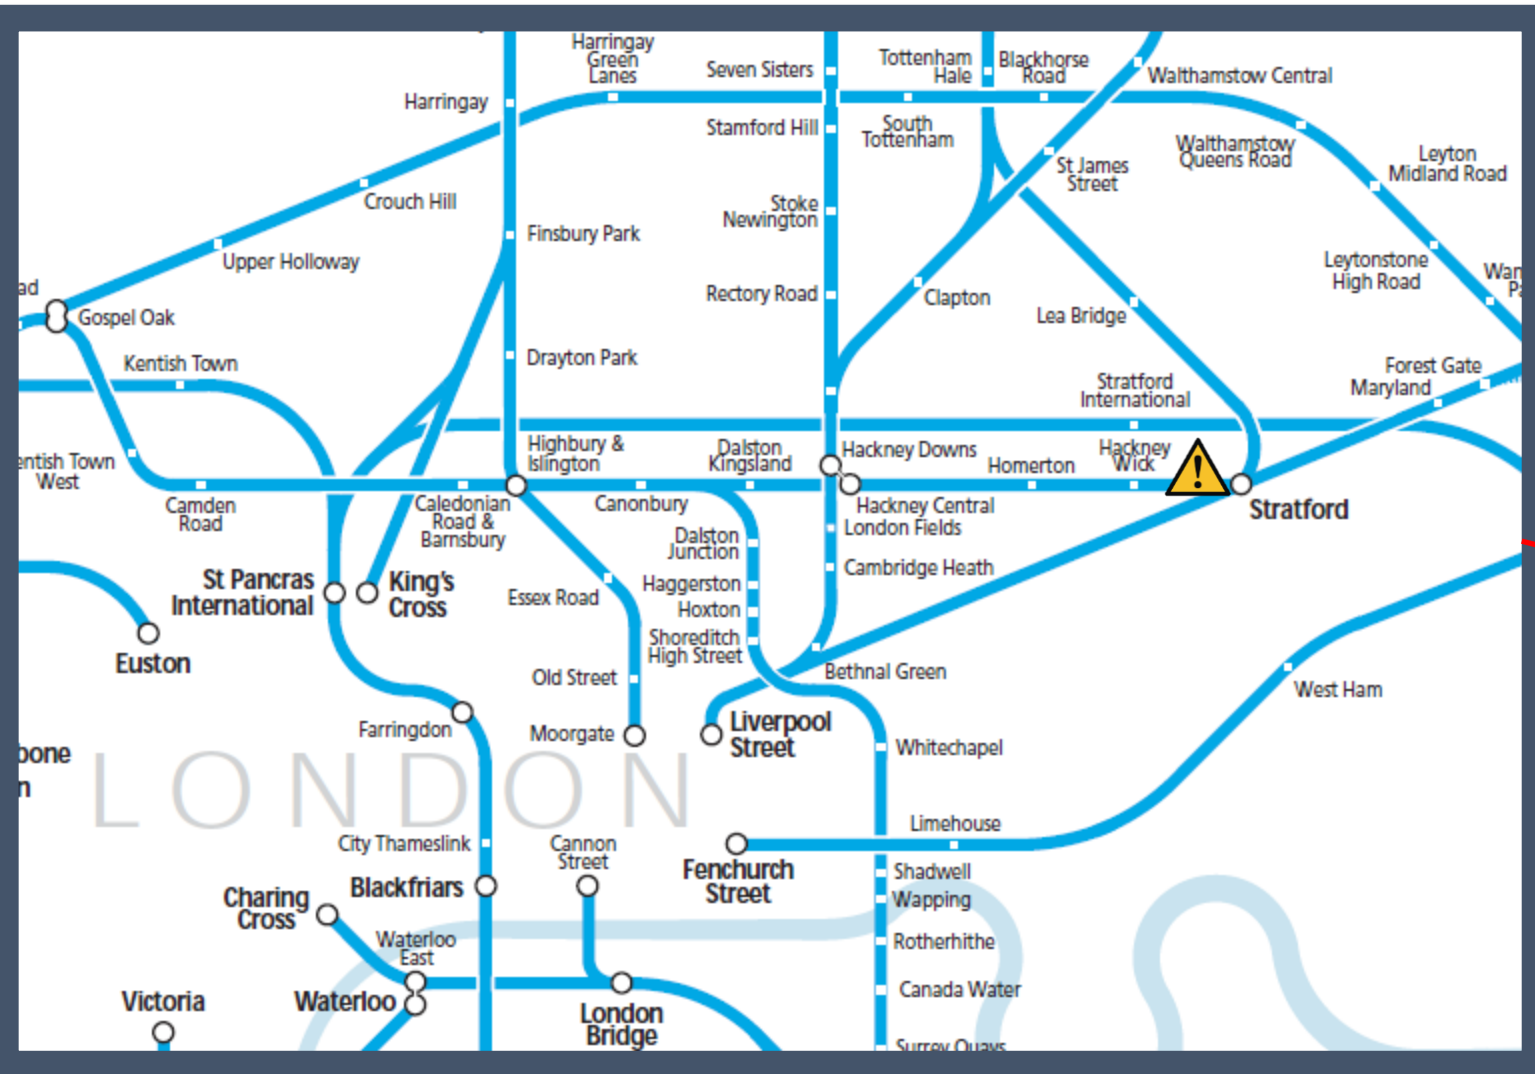 Harringay
Green
Lanes
Seven Sisters
Tottenham
Hale
Blackhorse
Road
Walthamstow Central
Harringay
Stamford Hill
South
Tottenham
Walthamstow
Queens Road
Leyton
Midland Road
St James
Street
Crouch Hill
Stoke
Newington
Finsbury Park
Upper Holloway
Leytonstone
High Road
Wan
P
ad
Rectory Road
Clapton
Lea Bridge
Gospel Oak
Kentish Town
Drayton Park
Forest Gate
Maryland
Stratford
International
Highbury &
Islington
Dalston
Kingsland
Hackney Downs
Homerton
Hackney
Wick
entish Town
West
Camden
Road
Caledonian
Road &
Barnsbury
Canonbury
Hackney Central
London Fields
Stratford
Dalston
Junction
Cambridge Heath
St Pancras
International
King's
Cross
Essex Road
Haggerston
Hoxton
Shoreditch
High Street
Euston
Old Street
Bethnal Green
West Ham
Farringdon
Moorgate
Liverpool
Street
Whitechapel
bone
n
LONDON
Limehouse
City Thameslink
Cannon
Street
Fenchurch
Street
Shadwell
Blackfriars
Wapping
Charing
Cross
Waterloo
East
Rotherhithe
Victoria
Waterloo
London
Bridge
Canada Water
Surrey Quays